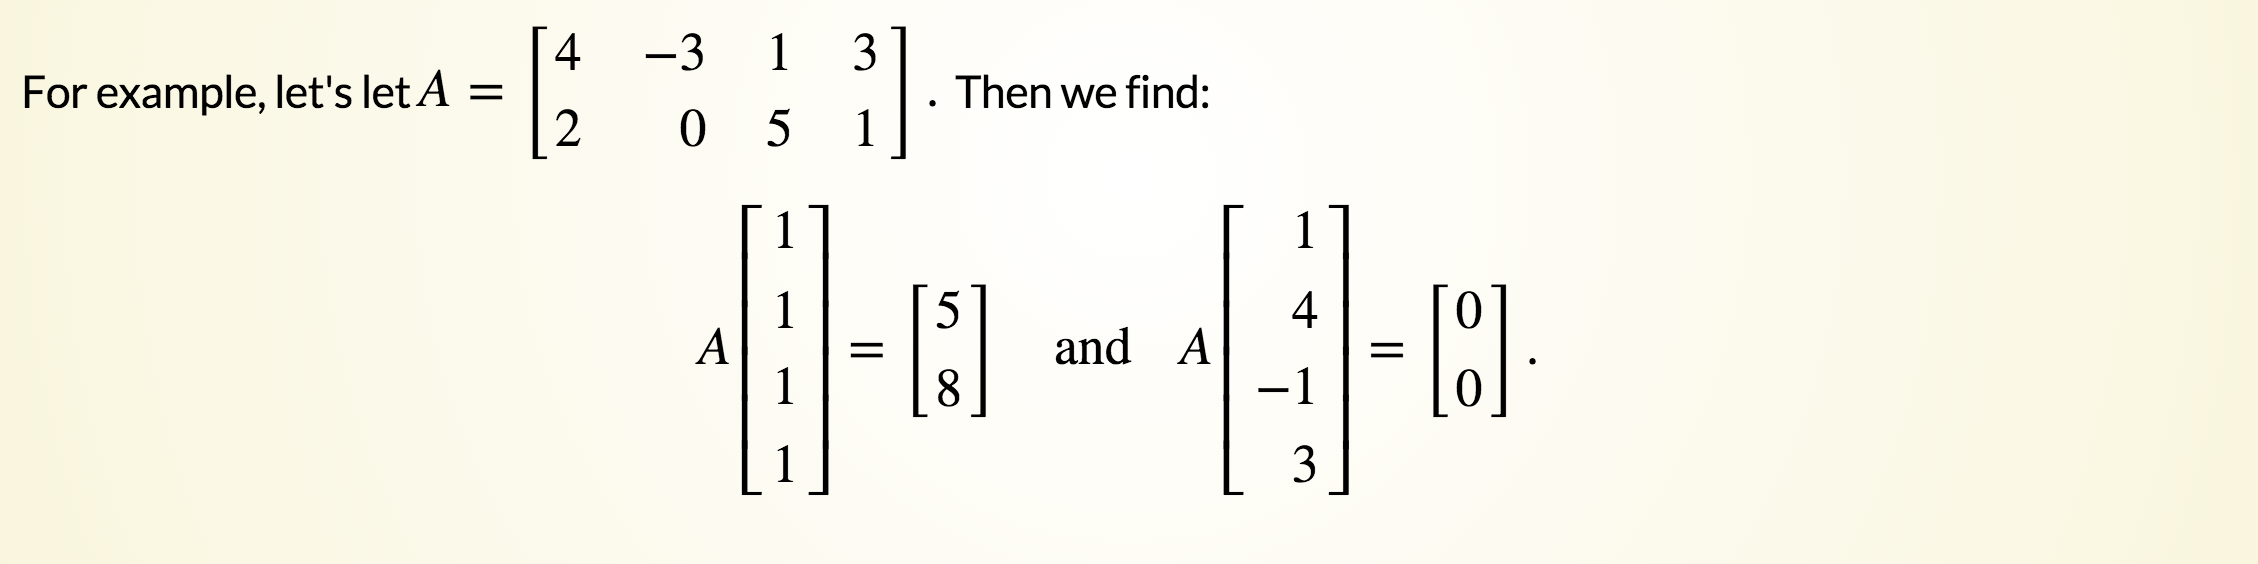 For example, let's let A = [4 −3 1 3; 2 0 5 1]. Then we find:
A [1; 1; 1; 1] = [5; 8] and A [1; 4; −1; 3] = [0; 0].